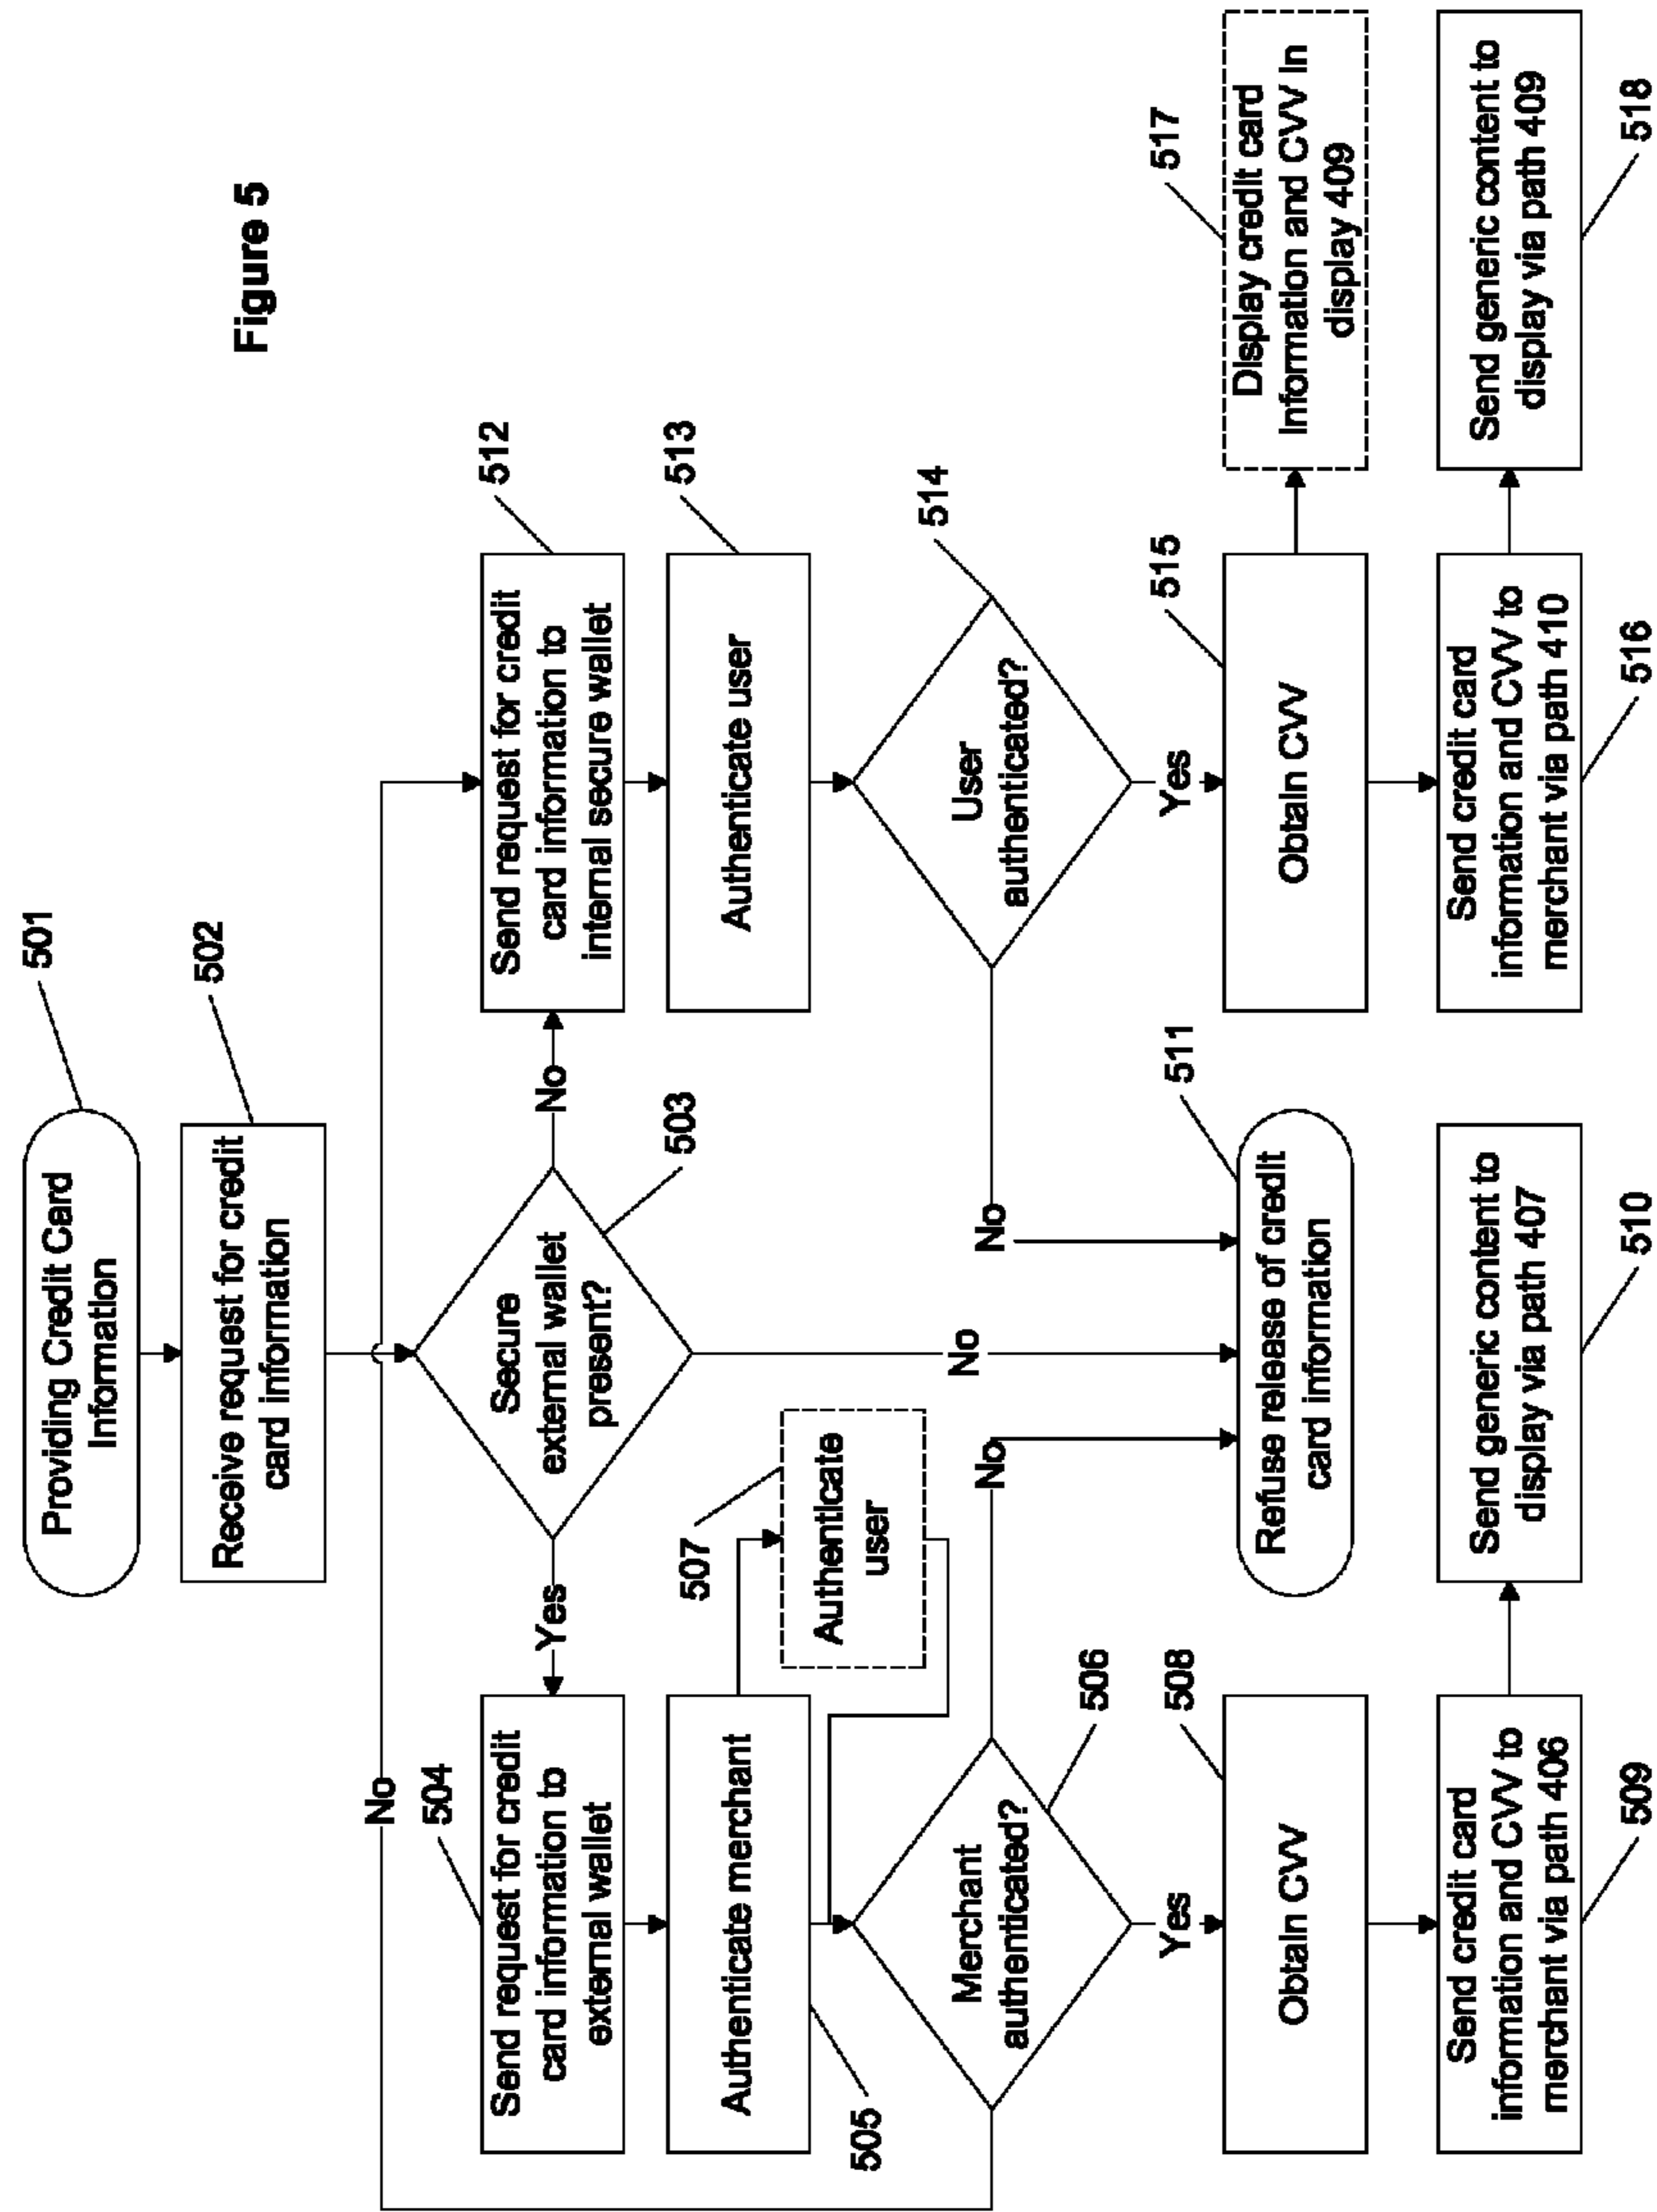 Figure 5
Providing Credit Card
Information
501
Receive request for credit
card information
502
Secure
external wallet
present?
503
Yes
No
No
No
504
Send request for credit
card information to
external wallet
Authenticate merchant
505
507
Authenticate
user
Merchant
authenticated?
506
No
Yes
508
Obtain CVV
Send credit card
information and CVV to
merchant via path 406
509
Send generic content to
display via path 407
510
511
Refuse release of credit
card information
Send request for credit
card information to
internal secure wallet
512
Authenticate user
513
User
authenticated?
514
No
Yes
515
Obtain CVV
Send credit card
information and CVV to
merchant via path 410
516
517
Display credit card
information and CVV in
display 409
Send generic content to
display via path 409
518